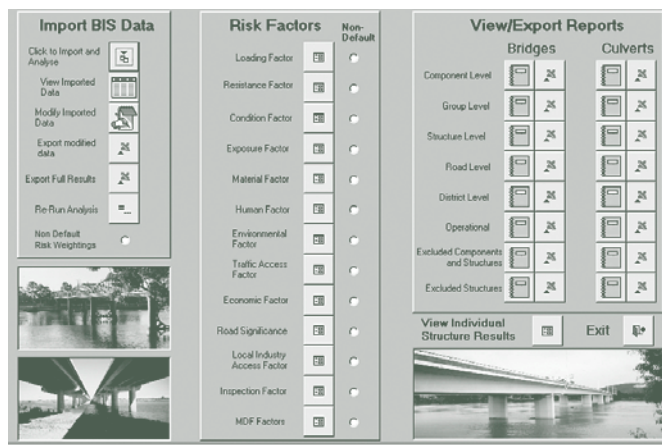 Import BIS Data
Click to Import and
Analyse
View Imported
Data
Modify Imported
Data
Export modified
data
Export Full Results
Re-Run Analysis
Non Default
Risk Weightings
Risk Factors
Non-
Default
Loading Factor
Resistance Factor
Condition Factor
Exposure Factor
Material Factor
Human Factor
Environmental
Factor
Traffic Access
Factor
Economic Factor
Road Significance
Local Industry
Access Factor
Inspection Factor
MDF Factors
View/Export Reports
Bridges
Culverts
Component Level
Group Level
Structure Level
Road Level
District Level
Operational
Excluded Components
and Structures
Excluded Structures
View Individual
Structure Results
Exit